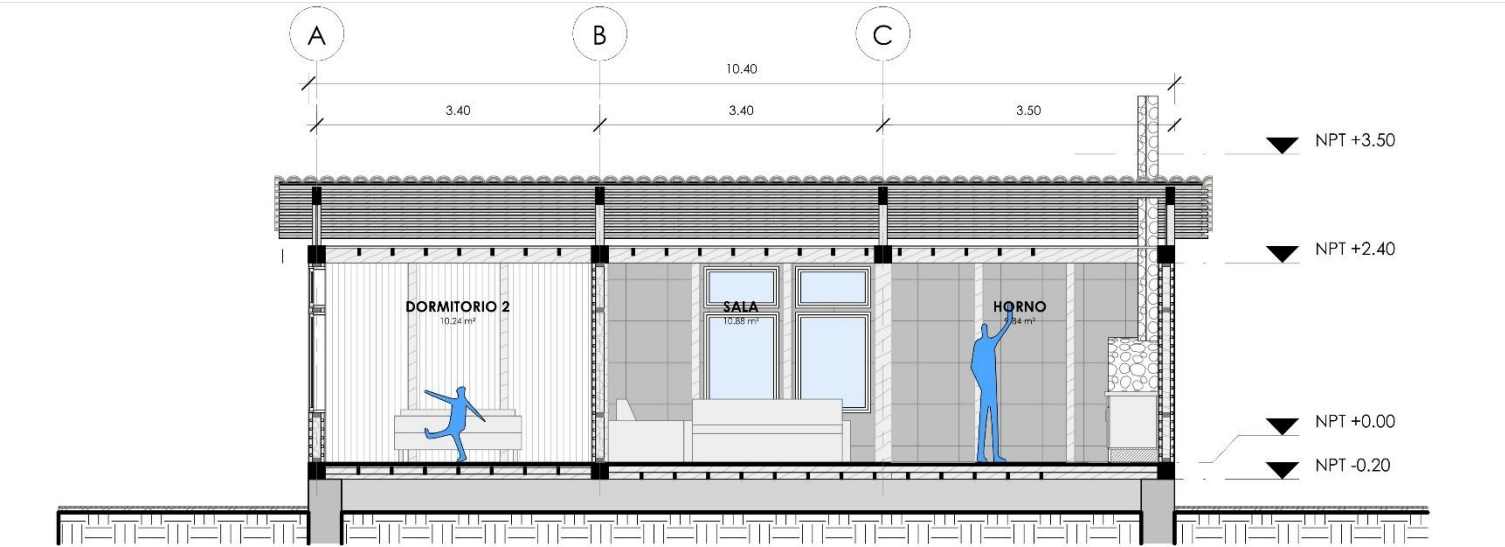 A
B
C
10.40
3.40
3.40
3.50
NPT +3.50
NPT +2.40
DORMITORIO 2
10.24 m²
SALA
10.88 m²
HORNO
NPT +0.00
NPT -0.20